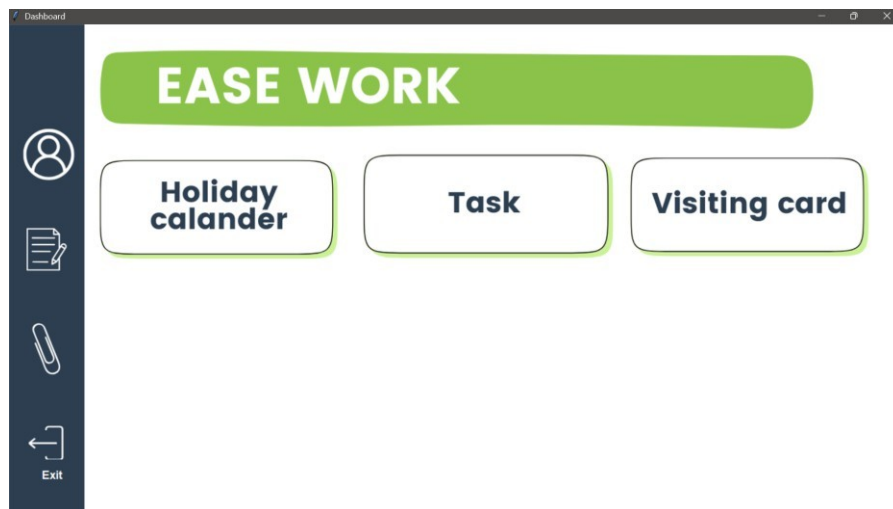 Dashboard
EASE WORK
Holiday
calander
Task
Visiting card
Exit